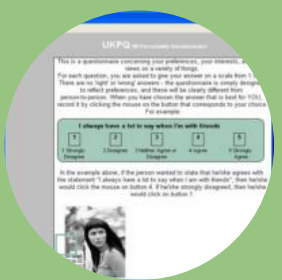 UKPQ
This is a questionnaire concerning your preferences, your interests,
views on a variety of things.
For each question, you are asked to give your answer on a scale from 1
There are no 'right' or 'wrong' answers - the questionnaire is simply design
to reflect preferences, and these will be clearly different from
person-to-person. When you have chosen the answer that is best for YOU,
record it by clicking the mouse on the button that corresponds to your choice
For example:
I always have a lot to say when I'm with friends
1 2 3 4 5
1 Strongly Disagree 2 Disagree 3 Neither Agree or Disagree 4 Agree 5 Strongly Agree
In the example above, if the person wanted to state that he/she agrees with
the statement "I always have a lot to say when I am with friends", then he/she
would click the mouse on button 4. If he/she strongly disagreed, then he/she
would click on button 1.